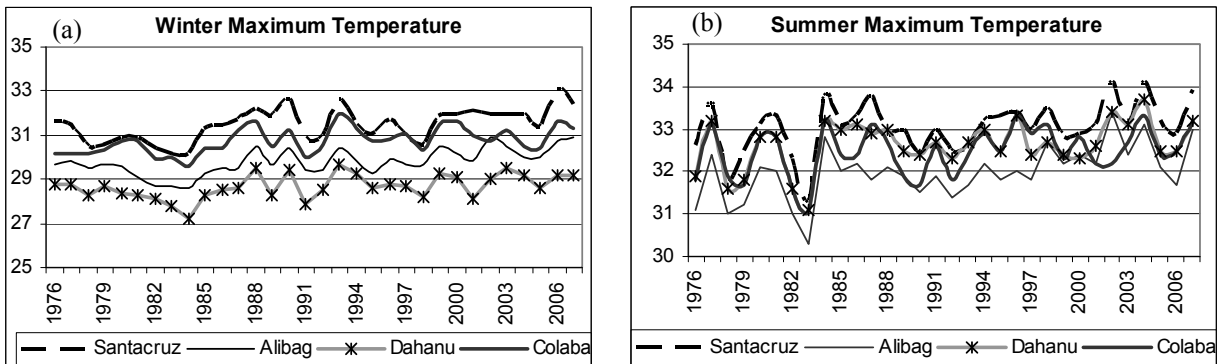 (a)
Winter Maximum Temperature
35
33
31
29
27
25
1976
1979
1982
1985
1988
1991
1994
1997
2000
2003
2006
Santacruz
Alibag
Dahanu
Colaba
(b)
Summer Maximum Temperature
35
34
33
32
31
30
1976
1979
1982
1985
1988
1991
1994
1997
2000
2003
2006
Santacruz
Alibag
Dahanu
Colaba